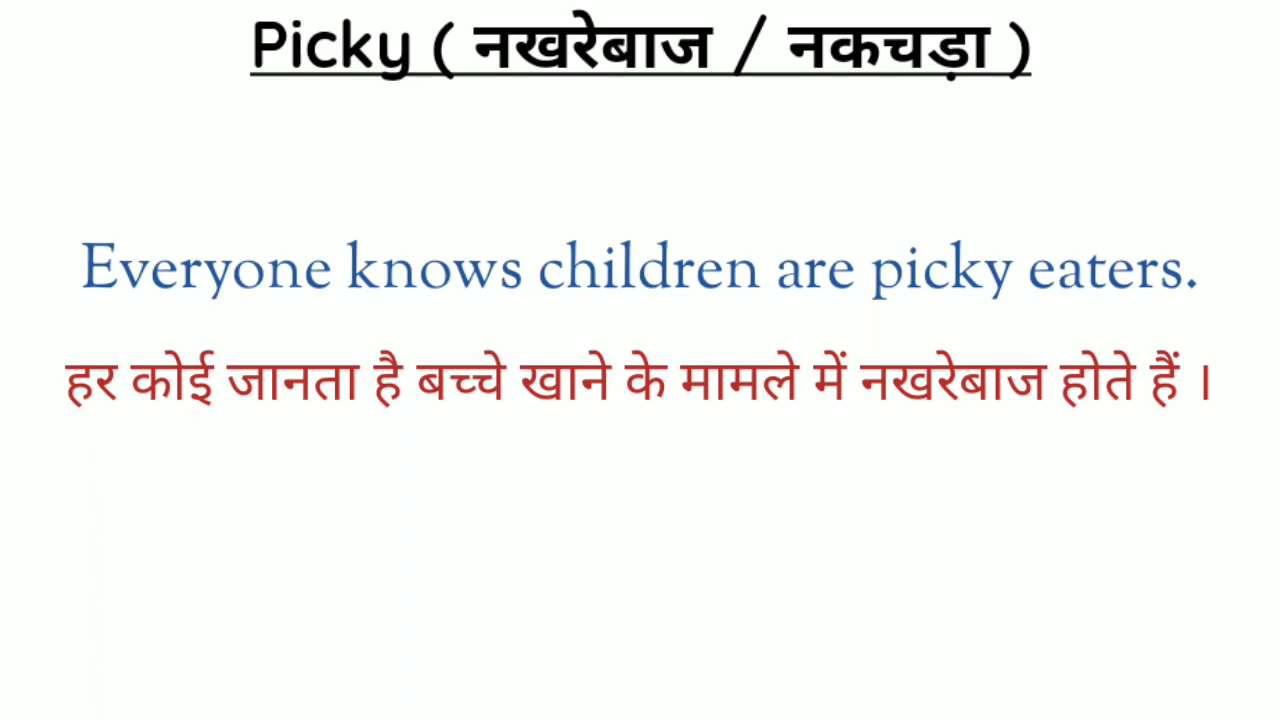 Picky ( नखरेबाज / नकचड़ा )
Everyone knows children are picky eaters.
हर कोई जानता है बच्चे खाने के मामले में नखरेबाज होते हैं ।